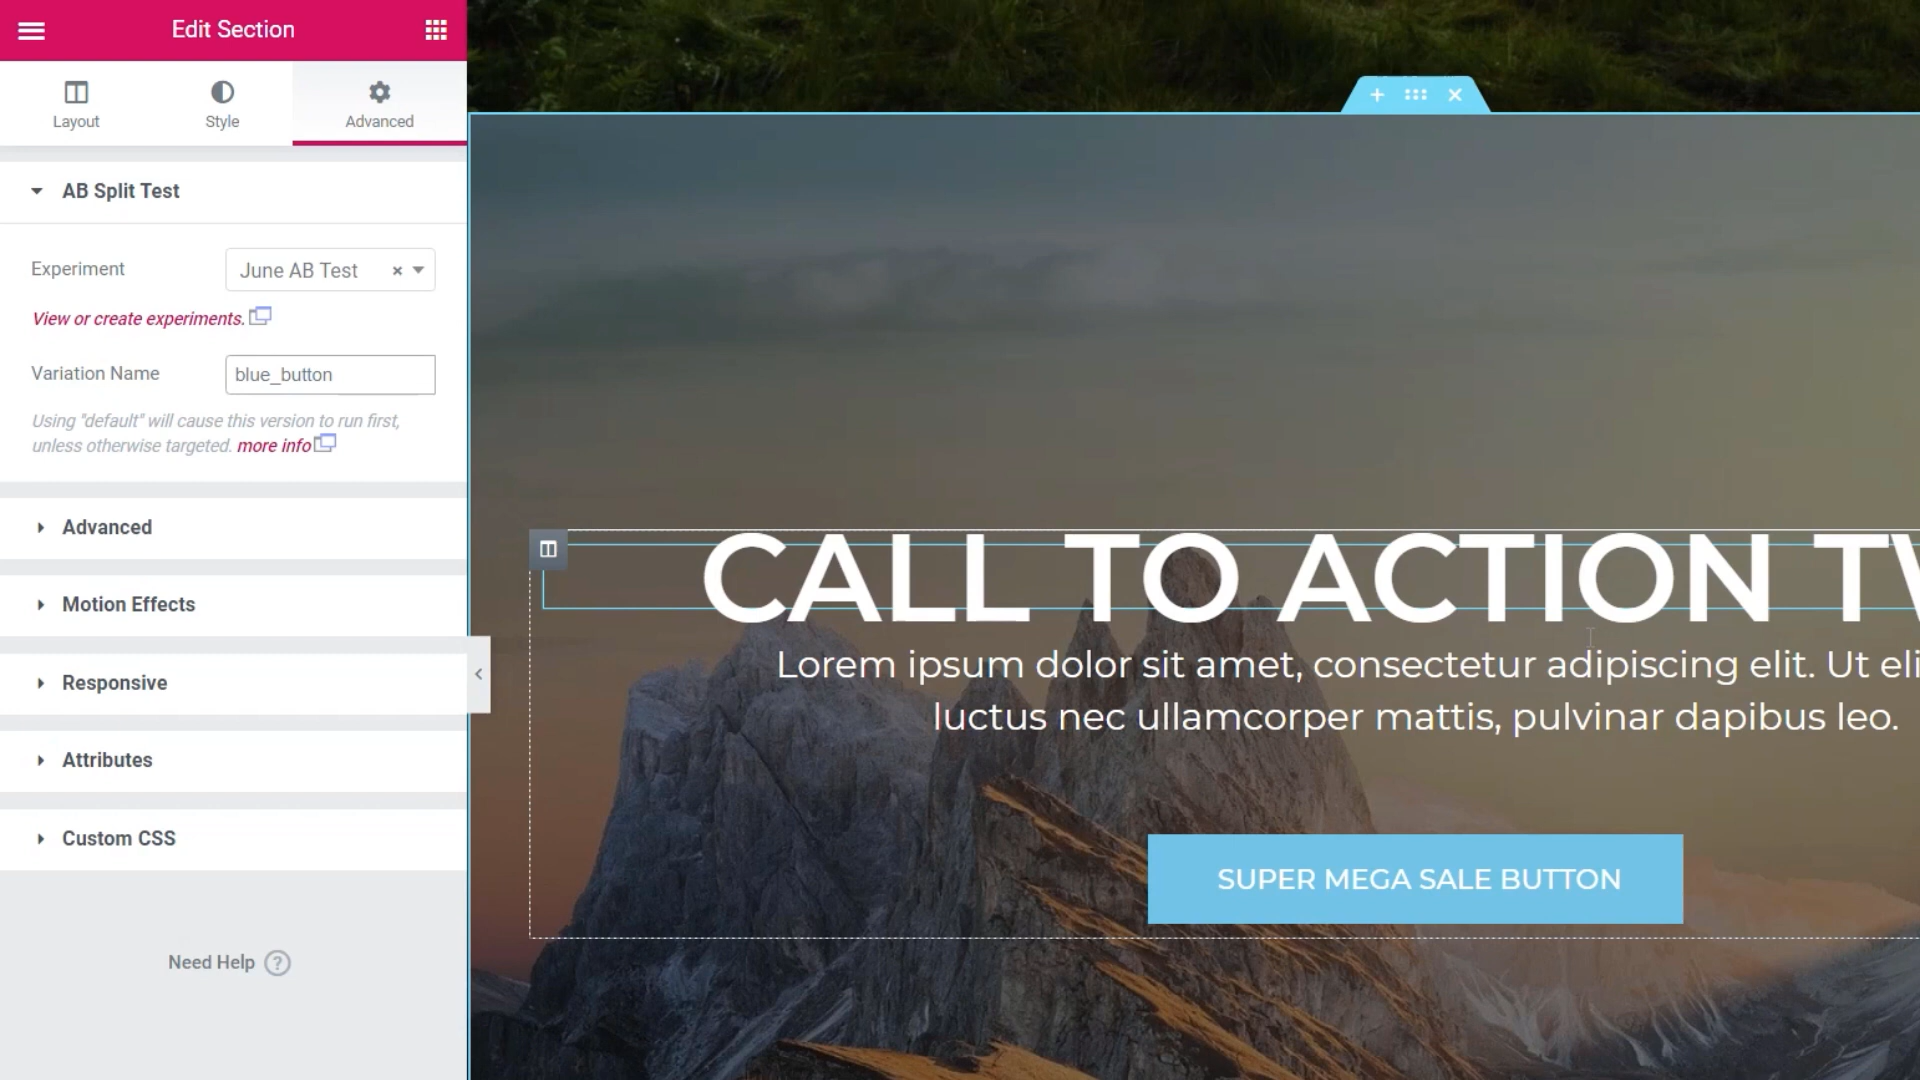 Edit Section
Layout
Style
Advanced
AB Split Test
Experiment
June AB Test
View or create experiments.
Variation Name
blue_button
Using "default" will cause this version to run first,
unless otherwise targeted. more info
Advanced
Motion Effects
Responsive
Attributes
Custom CSS
Need Help
CALL TO ACTION
Lorem ipsum dolor sit amet, consectetur adipiscing elit. Ut
luctus nec ullamcorper mattis, pulvinar dapibus leo.
SUPER MEGA SALE BUTTON